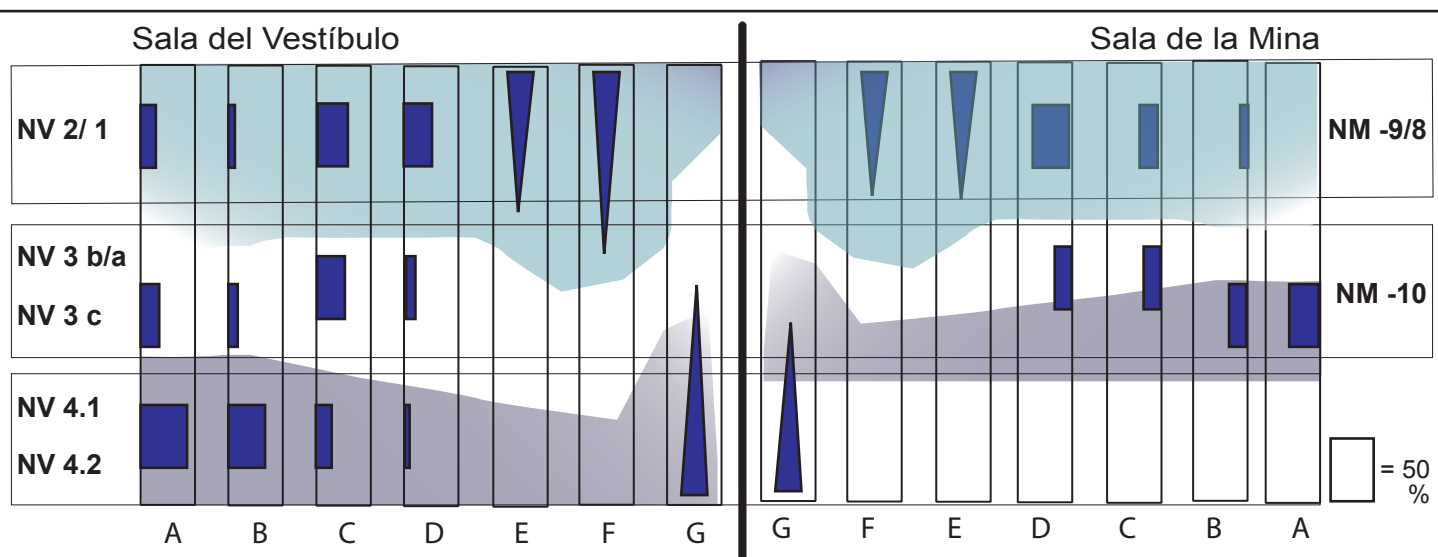 Sala del Vestíbulo
Sala de la Mina
NV 2/ 1
NM -9/8
NV 3 b/a
NV 3 c
NM -10
NV 4.1
NV 4.2
= 50
%
A B C D E F G G F E D C B A